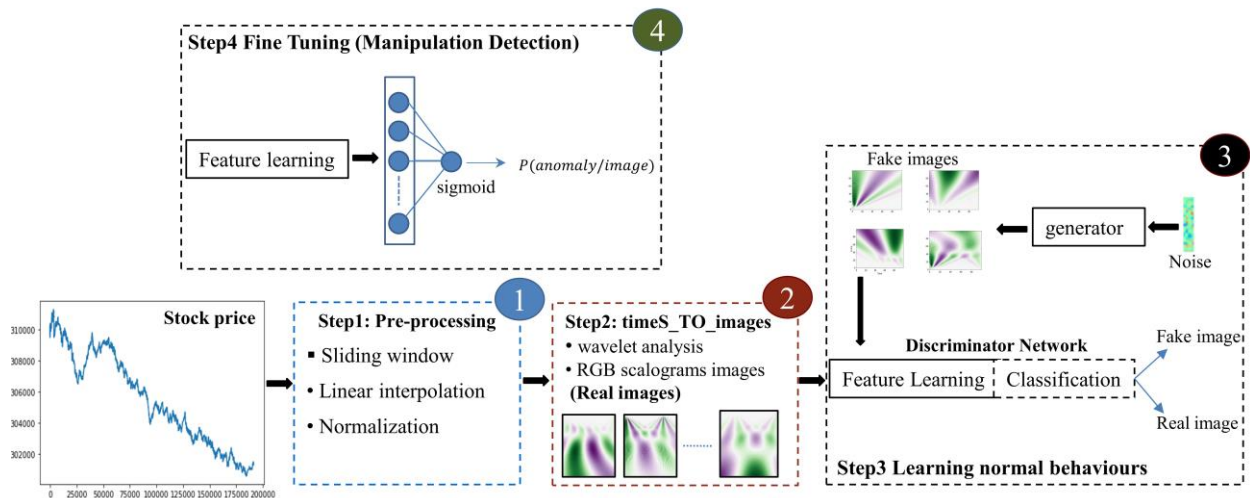 4
Step4 Fine Tuning (Manipulation Detection)
Feature learning
sigmoid
P(anomaly/image)
3
Fake images
generator
Noise
Discriminator Network
Feature Learning
Classification
Fake image
Real image
Step3 Learning normal behaviours
Stock price
310000
308000
306000
304000
302000
0 25000 50000 75000 100000 125000 150000 175000 200000
1
Step1: Pre-processing
▪ Sliding window
• Linear interpolation
• Normalization
2
Step2: timeS_TO_images
• wavelet analysis
• RGB scalograms images
(Real images)